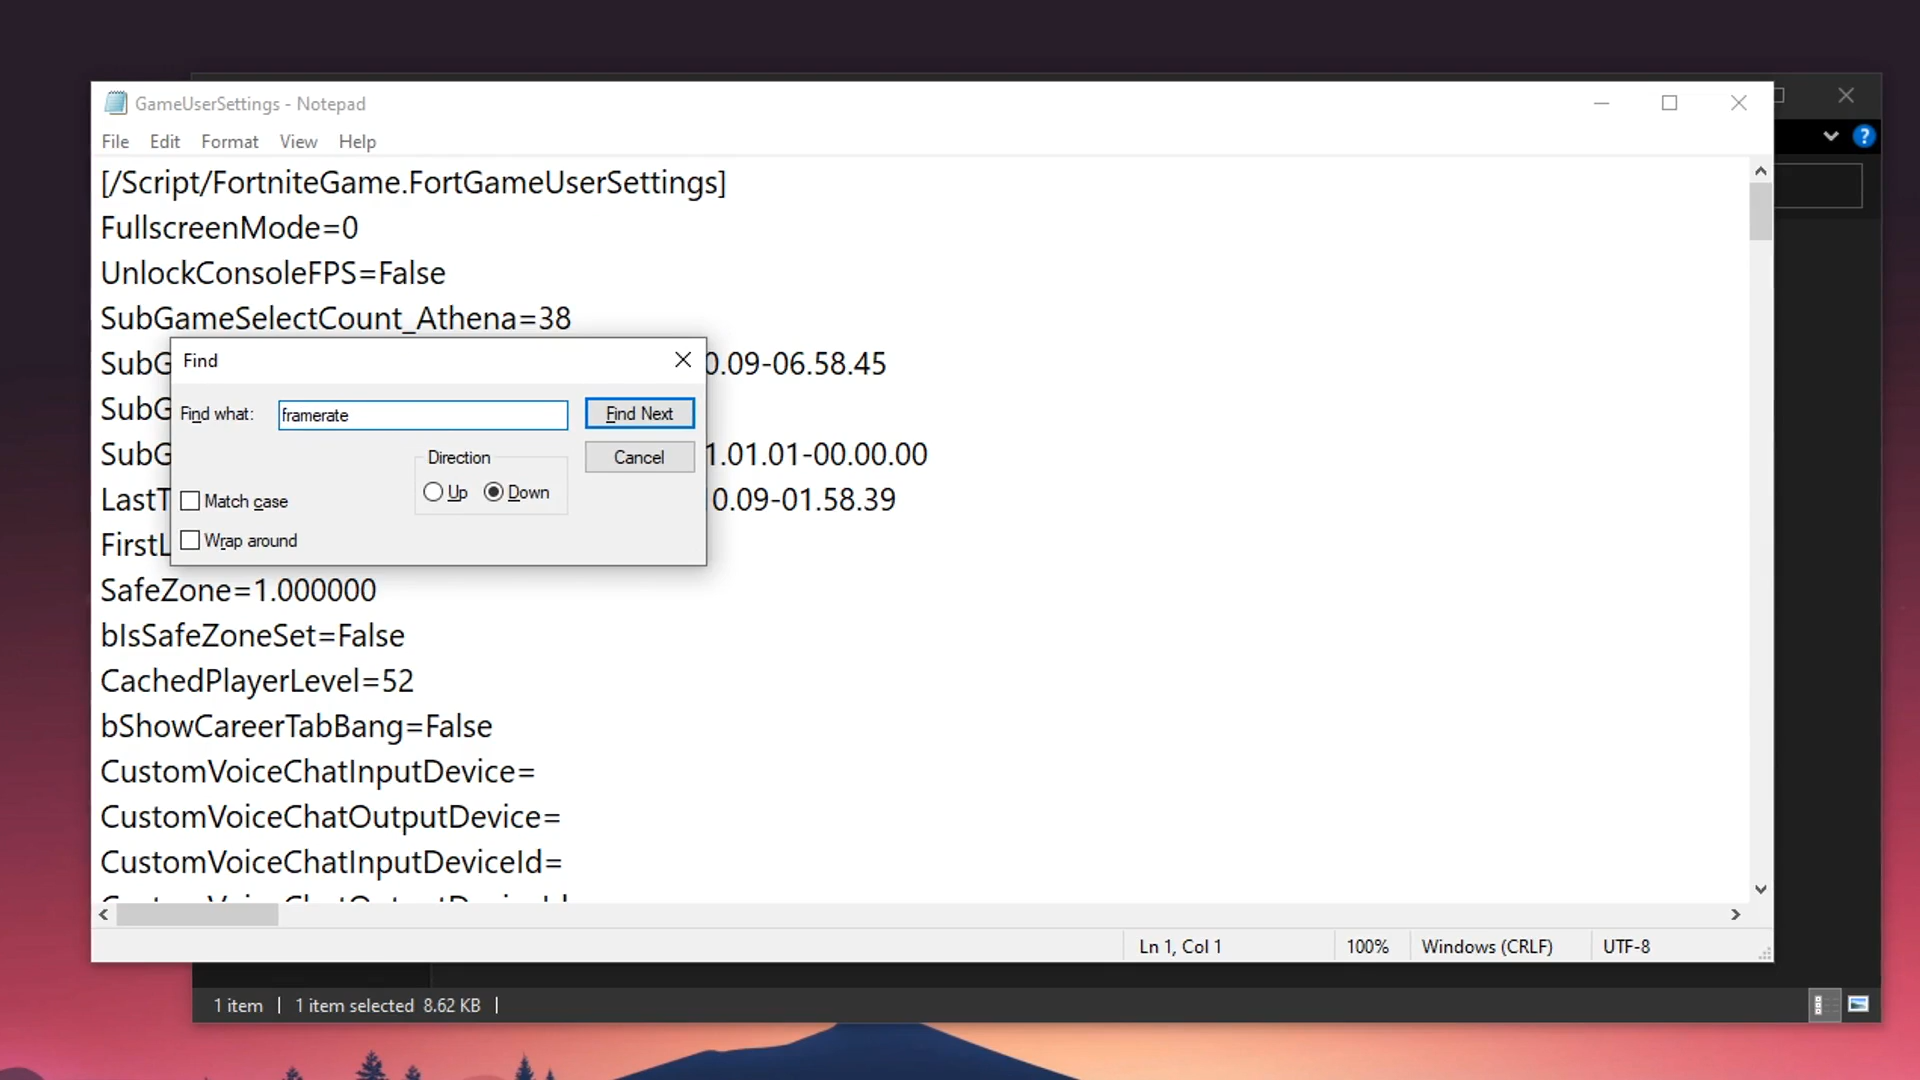 GameUserSettings - Notepad
File Edit Format View Help
[/Script/FortniteGame.FortGameUserSettings]
FullscreenMode=0
UnlockConsoleFPS=False
SubGameSelectCount_Athena=38
SubG
0.09-06.58.45
SubG
SubG
1.01.01-00.00.00
LastT
0.09-01.58.39
FirstL
Find
Find what: framerate Find Next
Direction Cancel
Up Down
Match case
Wrap around
SafeZone=1.000000
bIsSafeZoneSet=False
CachedPlayerLevel=52
bShowCareerTabBang=False
CustomVoiceChatInputDevice=
CustomVoiceChatOutputDevice=
CustomVoiceChatInputDeviceId=
Ln 1, Col 1 100% Windows (CRLF) UTF-8
1 item 1 item selected 8.62 KB